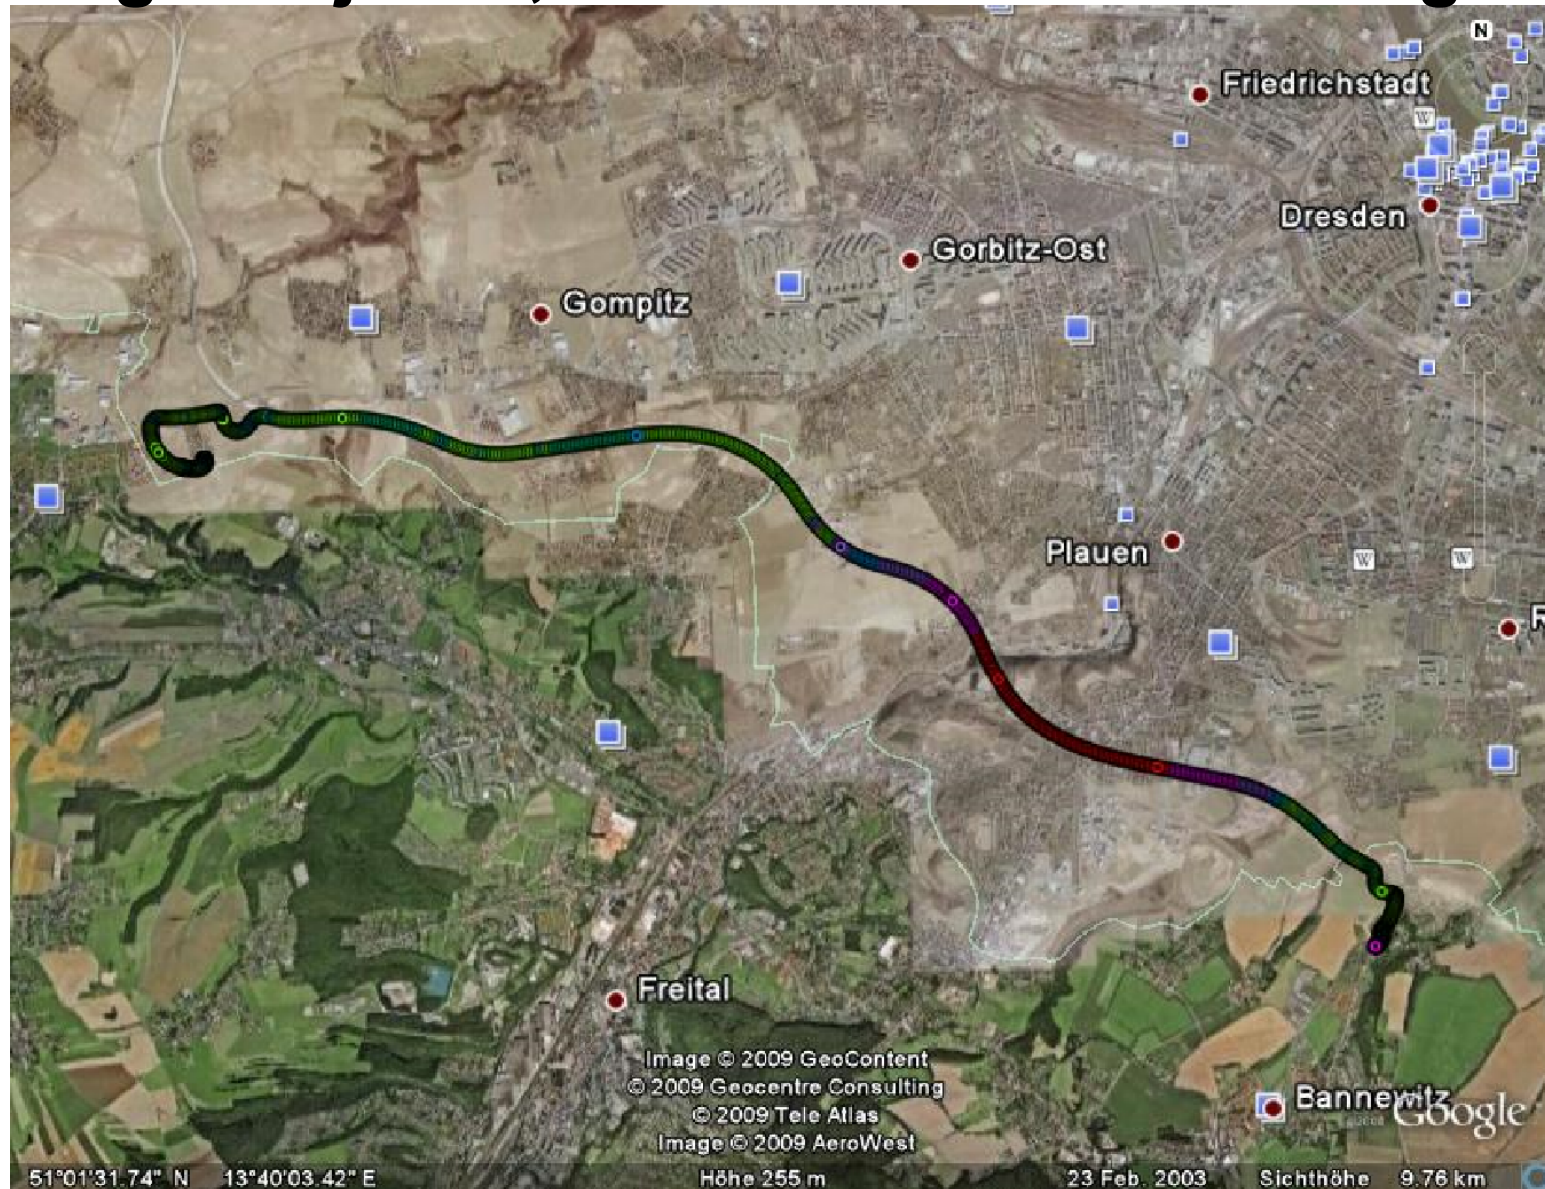 N
Friedrichstadt
W
Dresden
Gorbitz-Ost
Gompitz
Plauen
W
W
R
Freital
Image © 2009 GeoContent
© 2009 Geocentre Consulting
© 2009 Tele Atlas
Image © 2009 AeroWest
Bannewitz
Google
51°01'31.74" N 13°40'03.42" E
Höhe 255 m
23 Feb. 2003
Sichthöhe 9.76 km